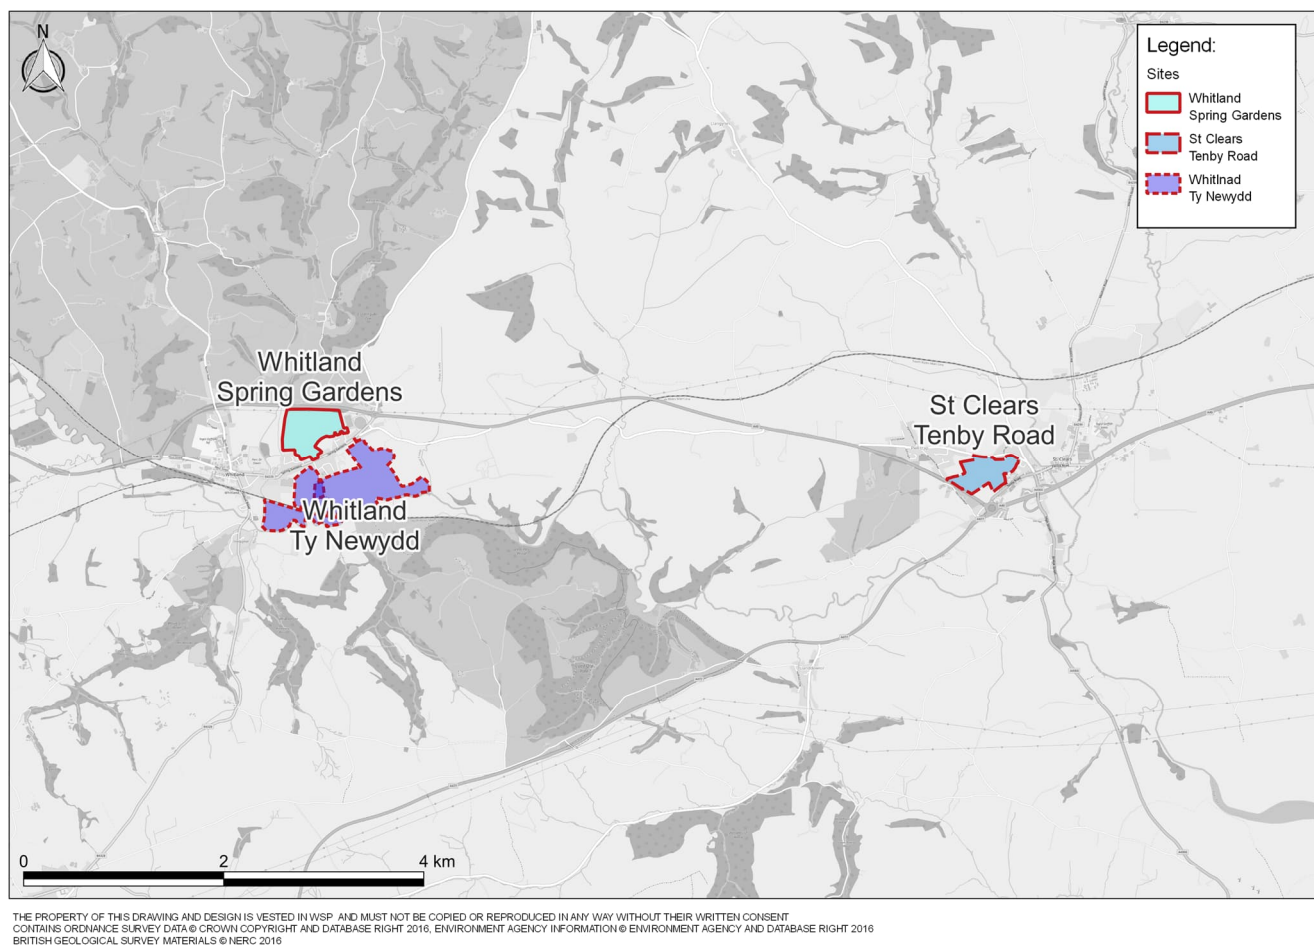 N
Legend:
Sites
Whitland
Spring Gardens
St Clears
Tenby Road
Whitlnad
Ty Newydd
Whitland
Spring Gardens
St Clears
Tenby Road
Whitland
Ty Newydd
Whitland
0 2 4 km
THE PROPERTY OF THIS DRAWING AND DESIGN IS VESTED IN WSP AND MUST NOT BE COPIED OR REPRODUCED IN ANY WAY WITHOUT THEIR WRITTEN CONSENT
CONTAINS ORDNANCE SURVEY DATA © CROWN COPYRIGHT AND DATABASE RIGHT 2016, ENVIRONMENT AGENCY INFORMATION © ENVIRONMENT AGENCY AND DATABASE RIGHT 2016
BRITISH GEOLOGICAL SURVEY MATERIALS © NERC 2016